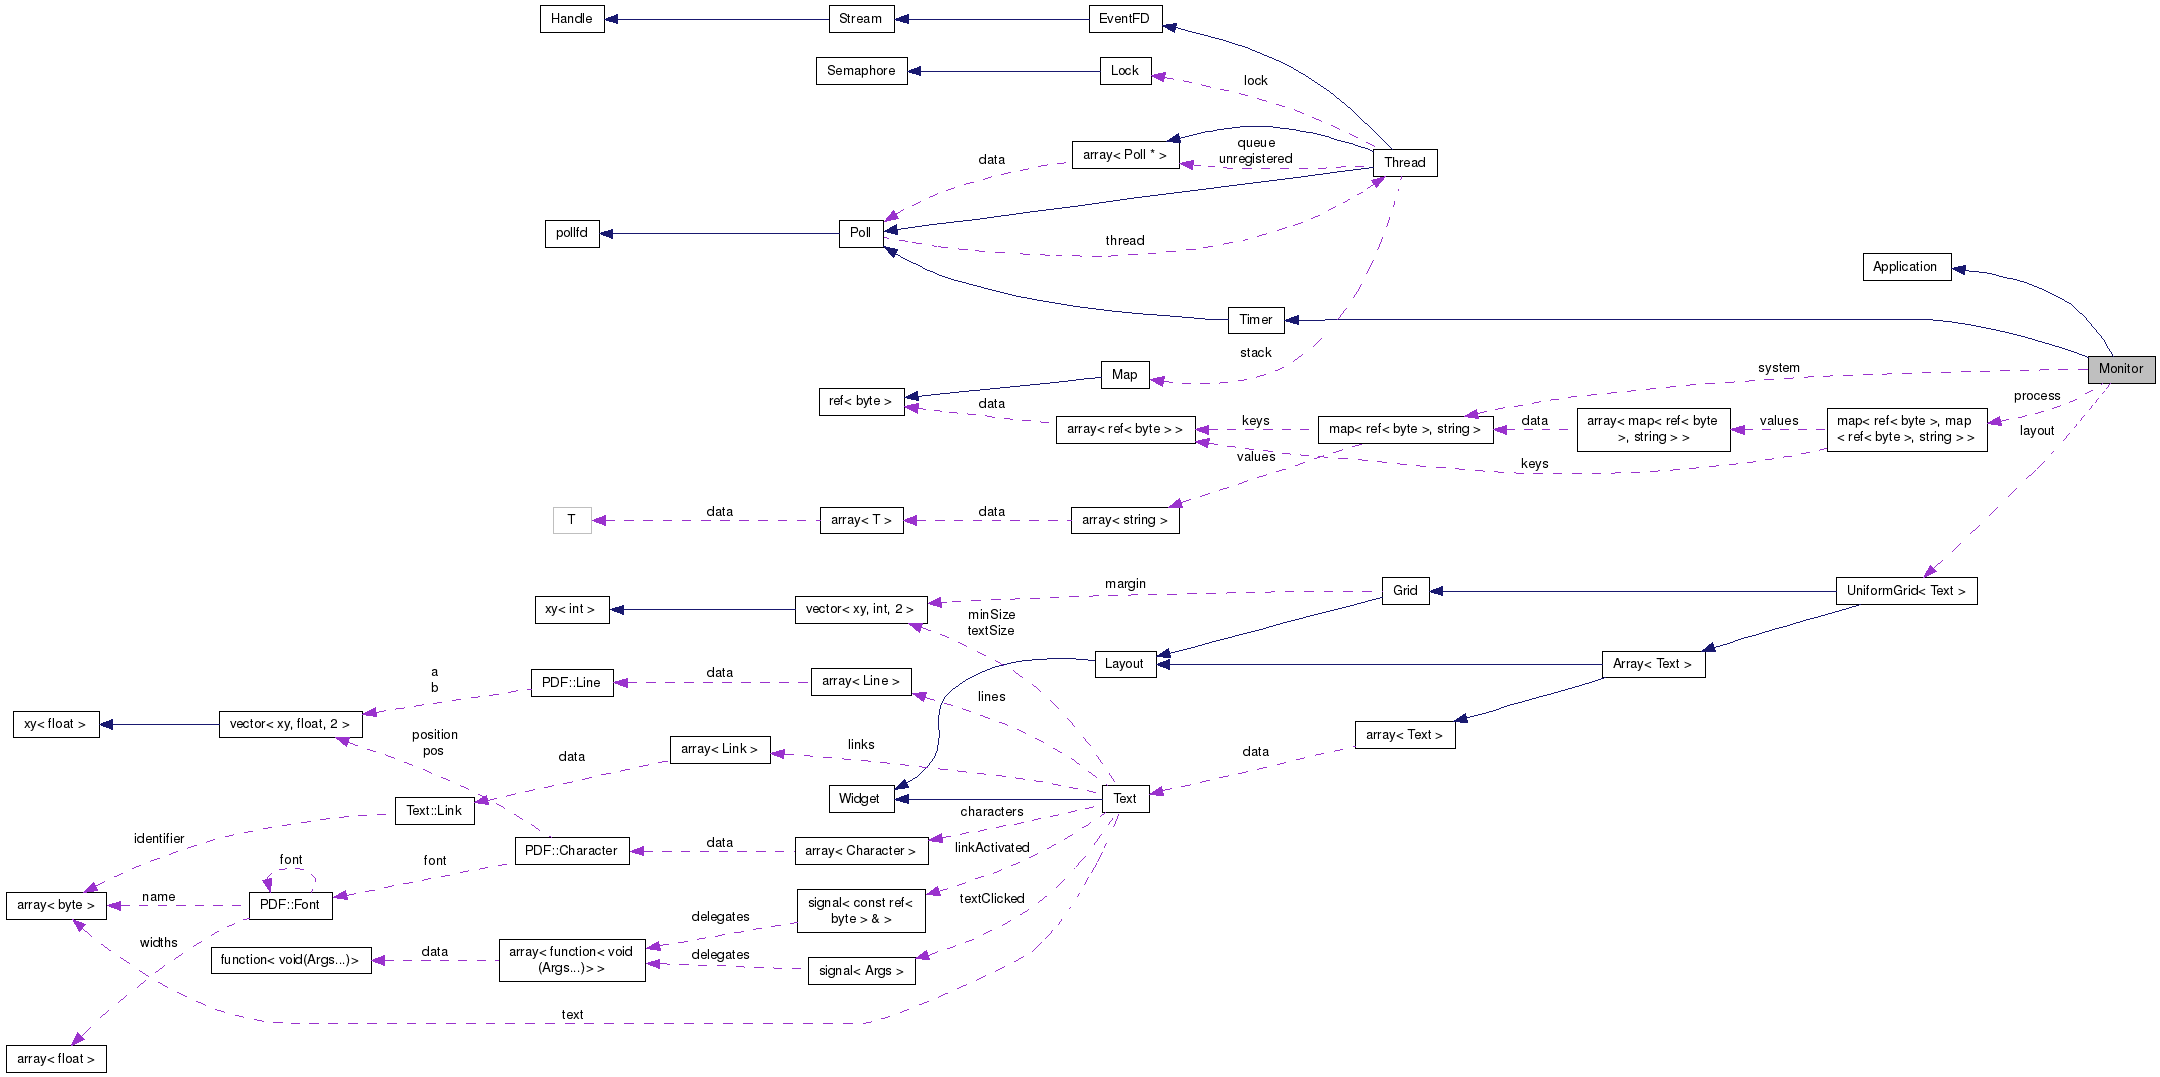 Handle
Stream
EventFD
Semaphore
Lock
lock
array< Poll * >
queue
unregistered
Thread
data
pollfd
Poll
thread
Application
Timer
stack
Map
Monitor
system
ref< byte >
data
process
array< ref< byte > >
keys
map< ref< byte >, string >
data
array< map< ref< byte
>, string > >
values
map< ref< byte >, map
< ref< byte >, string > >
layout
values
keys
T
data
array< T >
data
array< string >
margin
Grid
UniformGrid< Text >
xy< int >
vector< xy, int, 2 >
minSize
textSize
Layout
Array< Text >
a
b
PDF::Line
data
array< Line >
lines
xy< float >
vector< xy, float, 2 >
position
pos
array< Link >
links
array< Text >
data
data
Text::Link
Widget
Text
characters
identifier
font
font
PDF::Character
data
array< Character >
linkActivated
array< byte >
name
PDF::Font
textClicked
signal< const ref<
byte > & >
delegates
widths
function< void(Args...)>
data
array< function< void
(Args...)> >
delegates
signal< Args >
text
array< float >